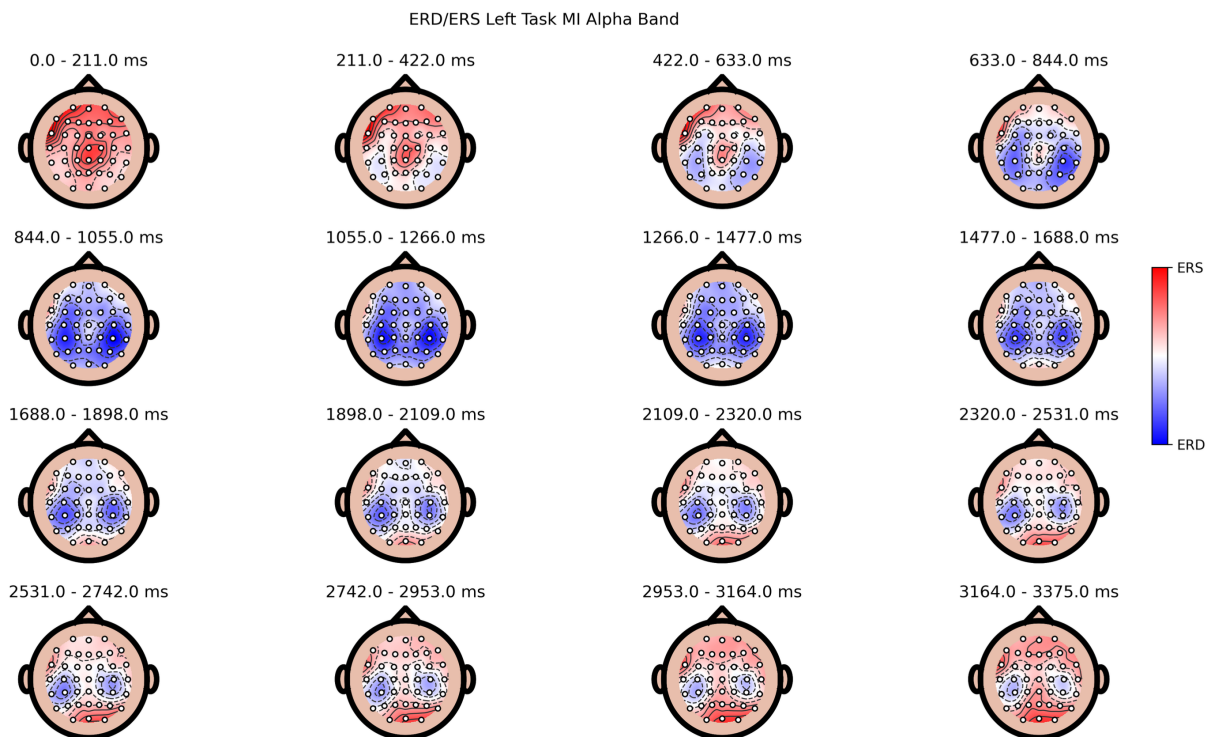 ERD/ERS Left Task MI Alpha Band
0.0 - 211.0 ms
211.0 - 422.0 ms
422.0 - 633.0 ms
633.0 - 844.0 ms
844.0 - 1055.0 ms
1055.0 - 1266.0 ms
1266.0 - 1477.0 ms
1477.0 - 1688.0 ms
ERS
ERD
1688.0 - 1898.0 ms
1898.0 - 2109.0 ms
2109.0 - 2320.0 ms
2320.0 - 2531.0 ms
2531.0 - 2742.0 ms
2742.0 - 2953.0 ms
2953.0 - 3164.0 ms
3164.0 - 3375.0 ms